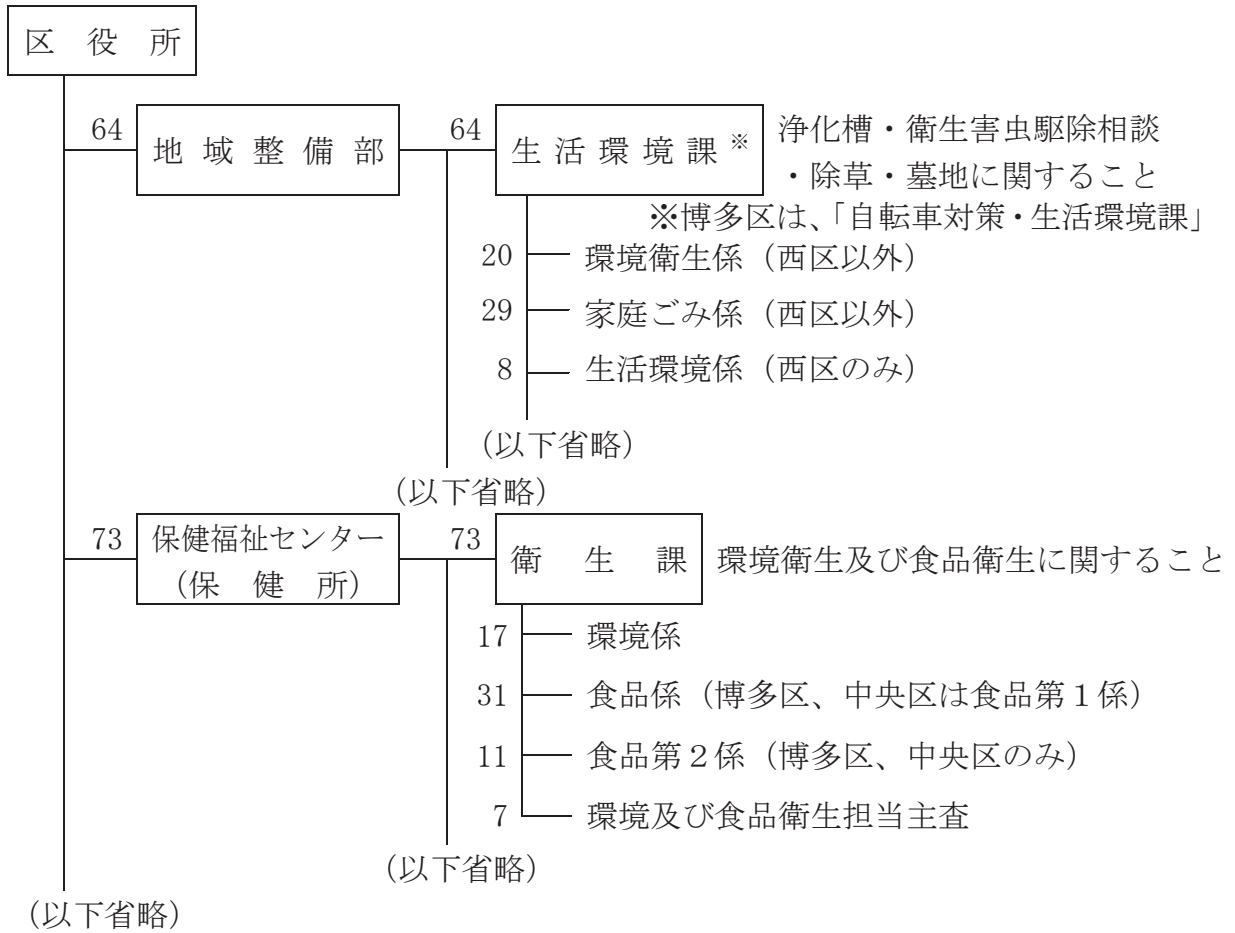 区役所
64 地域整備部 64 生活環境課※ 浄化槽・衛生害虫駆除相談
・除草・墓地に関すること
※博多区は、「自転車対策・生活環境課」
20 環境衛生係（西区以外）
29 家庭ごみ係（西区以外）
8 生活環境係（西区のみ）
（以下省略）
（以下省略）
73 保健福祉センター
（保健所） 73 衛生課 環境衛生及び食品衛生に関すること
17 環境係
31 食品係（博多区、中央区は食品第１係）
11 食品第２係（博多区、中央区のみ）
7 環境及び食品衛生担当主査
（以下省略）
（以下省略）